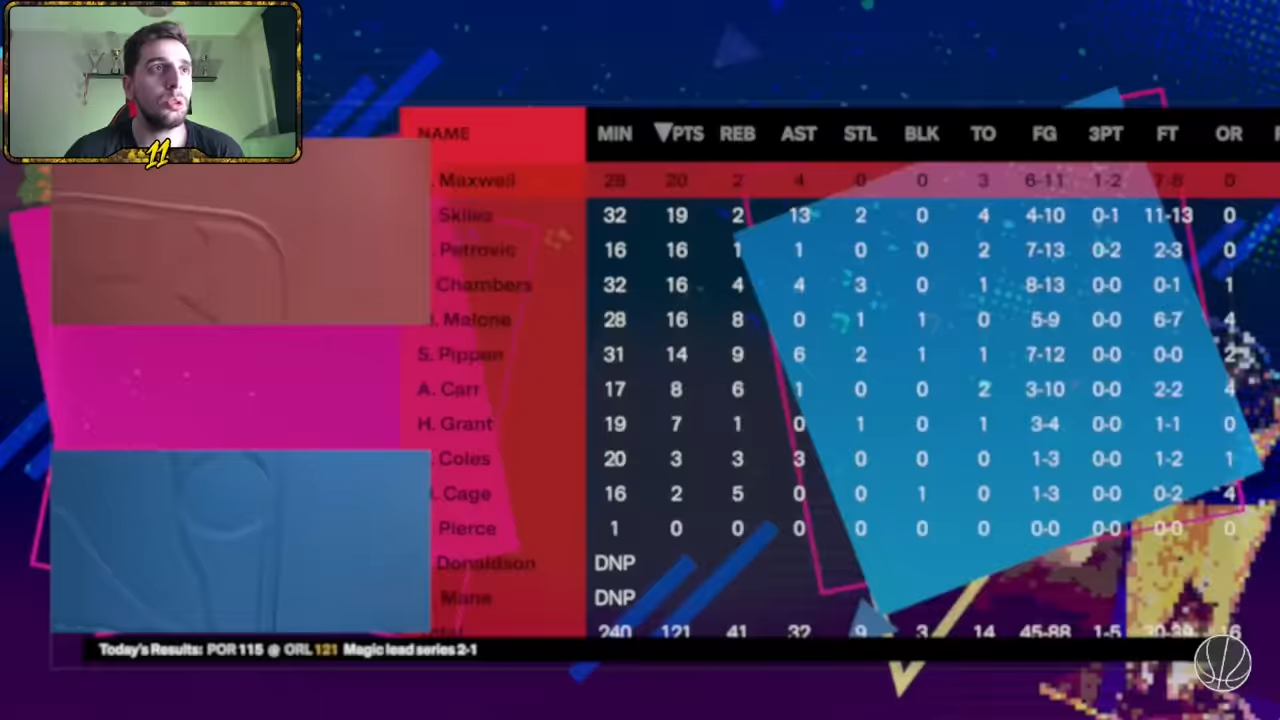 NAME MIN PTS REB AST STL BLK TO FG 3PT FT OR
. Maxwell 28 20 2 4 0 0 3 6-11 1-2 7-8 0
Skiles 32 19 2 13 2 0 4 4-10 0-1 11-13 0
. Petrovic 16 16 1 1 0 0 2 7-13 0-2 2-3 0
Chambers 32 16 4 4 3 0 1 8-13 0-0 0-1 1
. Malone 28 16 8 0 1 1 0 5-9 0-0 6-7 4
S. Pippen 31 14 9 6 2 1 1 7-12 0-0 0-0 2
A. Carr 17 8 6 1 0 0 2 3-10 0-0 2-2 4
H. Grant 19 7 1 0 1 0 1 3-4 0-0 1-1 0
. Coles 20 3 3 3 0 0 0 1-3 0-0 1-2 1
. Cage 16 2 5 0 0 1 0 1-3 0-0 0-2 4
Pierce 1 0 0 0 0 0 0 0-0 0-0 0-0 0
Donaldson DNP
Mane DNP
240 121 41 32 9 3 14 45-88 1-5 30-39 16
Today's Results: POR 115 @ ORL 121 Magic lead series 2-1
11